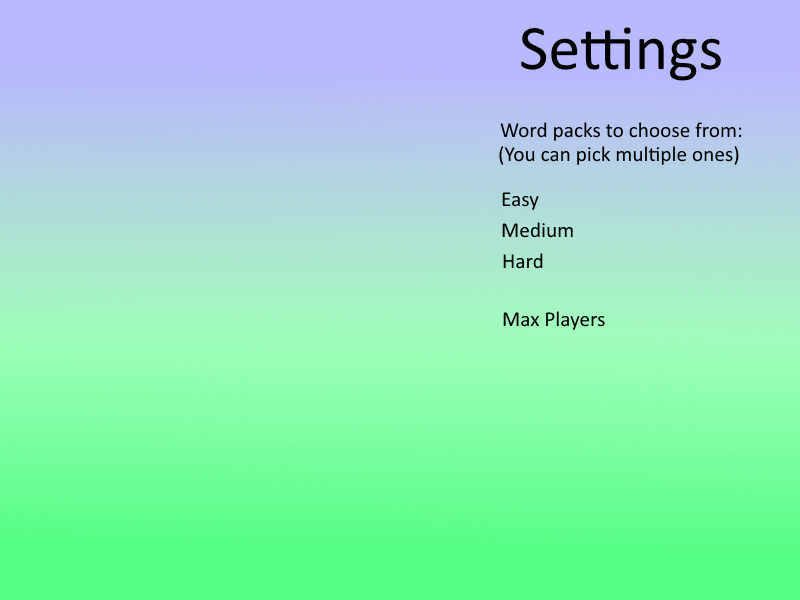 Settings
Word packs to choose from:
(You can pick multiple ones)
Easy
Medium
Hard
Max Players